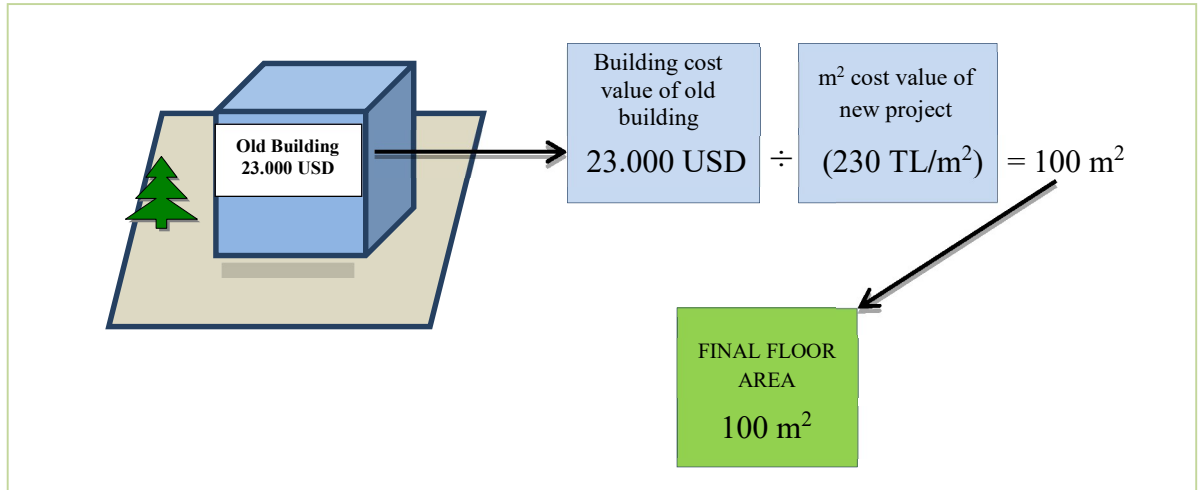 Old Building
23.000 USD
Building cost
value of old
building
23.000 USD
÷
m² cost value of
new project
(230 TL/m²)
= 100 m²
FINAL FLOOR
AREA
100 m²